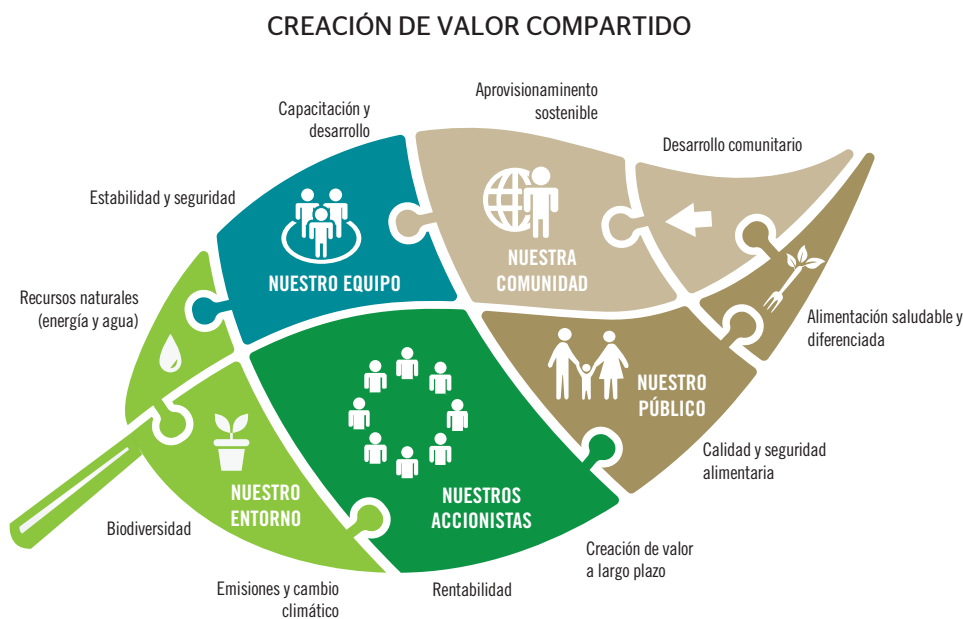 CREACIÓN DE VALOR COMPARTIDO
Aprovisionaminento
sostenible
Capacitación y
desarrollo
Desarrollo comunitario
Estabilidad y seguridad
NUESTRO EQUIPO
NUESTRA
COMUNIDAD
Recursos naturales
(energía y agua)
Alimentación saludable y
diferenciada
NUESTRO
PÚBLICO
Calidad y seguridad
alimentaria
NUESTRO
ENTORNO
NUESTROS
ACCIONISTAS
Biodiversidad
Creación de valor
a largo plazo
Emisiones y cambio
climático
Rentabilidad